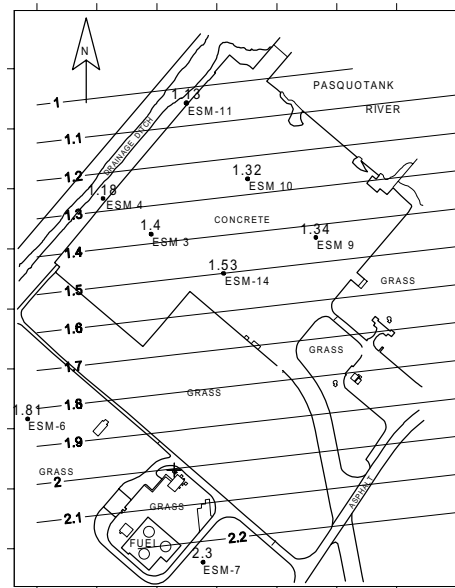 N
PASQUOTANK
RIVER
1
1.13
ESM-11
1.1
DRAINAGE DITCH
1.2
1.32
ESM 10
1.18
ESM 4
1.3
CONCRETE
1.4
ESM 3
1.34
ESM 9
1.4
1.53
ESM-14
GRASS
1.5
1.6
GRASS
1.7
GRASS
1.8
1.81
ESM-6
1.9
GRASS
2
ASPHALT
GRASS
2.1
2.2
FUEL
2.3
ESM-7